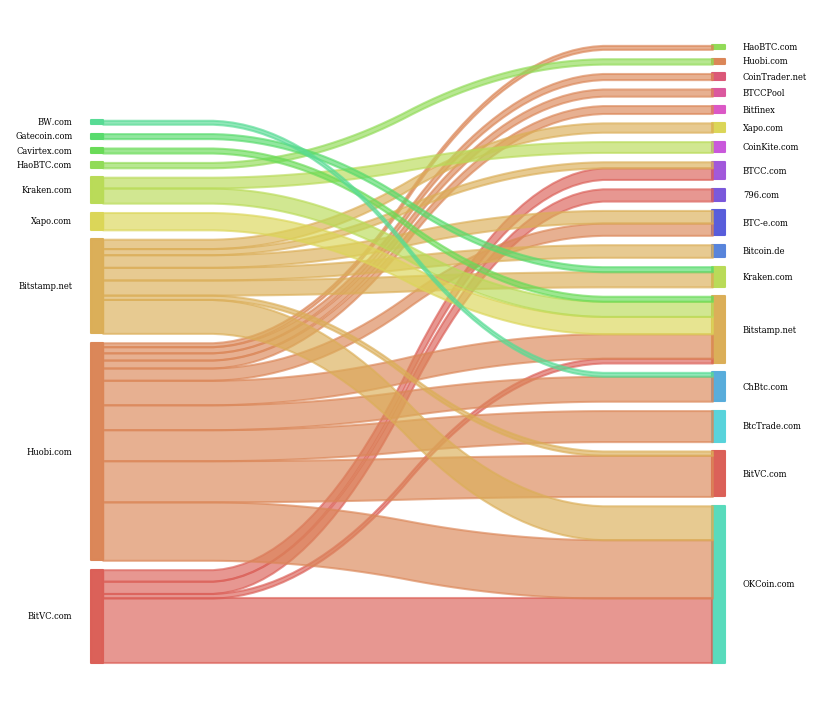 BW.com
Gatecoin.com
Cavirtex.com
HaoBTC.com
Kraken.com
Xapo.com
Bitstamp.net
Huobi.com
BitVC.com
HaoBTC.com
Huobi.com
CoinTrader.net
BTCCPool
Bitfinex
Xapo.com
CoinKite.com
BTCC.com
796.com
BTC-e.com
Bitcoin.de
Kraken.com
Bitstamp.net
ChBtc.com
BtcTrade.com
BitVC.com
OKCoin.com